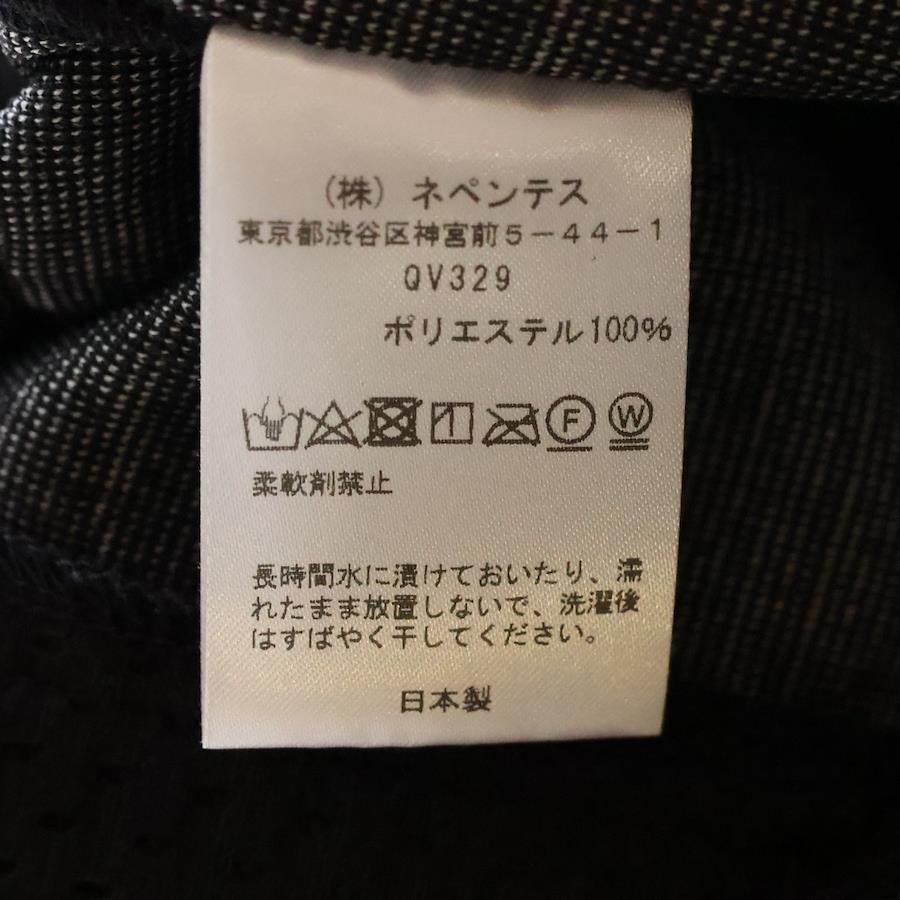 （株）ネペンテス
東京都渋谷区神宮前５－４４－１
QV329
ポリエステル100%
F W
柔軟剤禁止
長時間水に漬けておいたり、濡
れたまま放置しないで、洗濯後
はすばやく干してください。
日本製